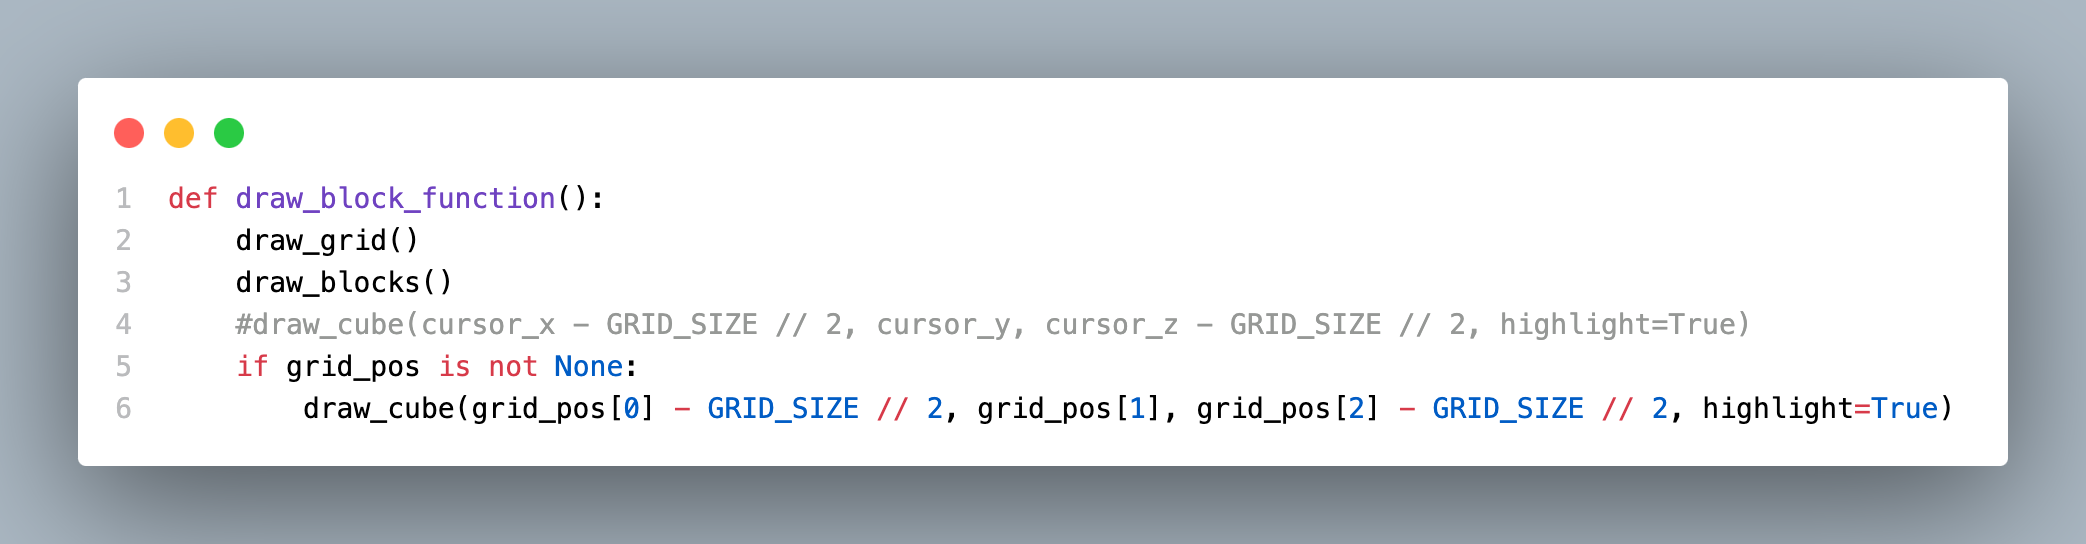 1 def draw_block_function():
2     draw_grid()
3     draw_blocks()
4     #draw_cube(cursor_x - GRID_SIZE // 2, cursor_y, cursor_z - GRID_SIZE // 2, highlight=True)
5     if grid_pos is not None:
6         draw_cube(grid_pos[0] - GRID_SIZE // 2, grid_pos[1], grid_pos[2] - GRID_SIZE // 2, highlight=True)